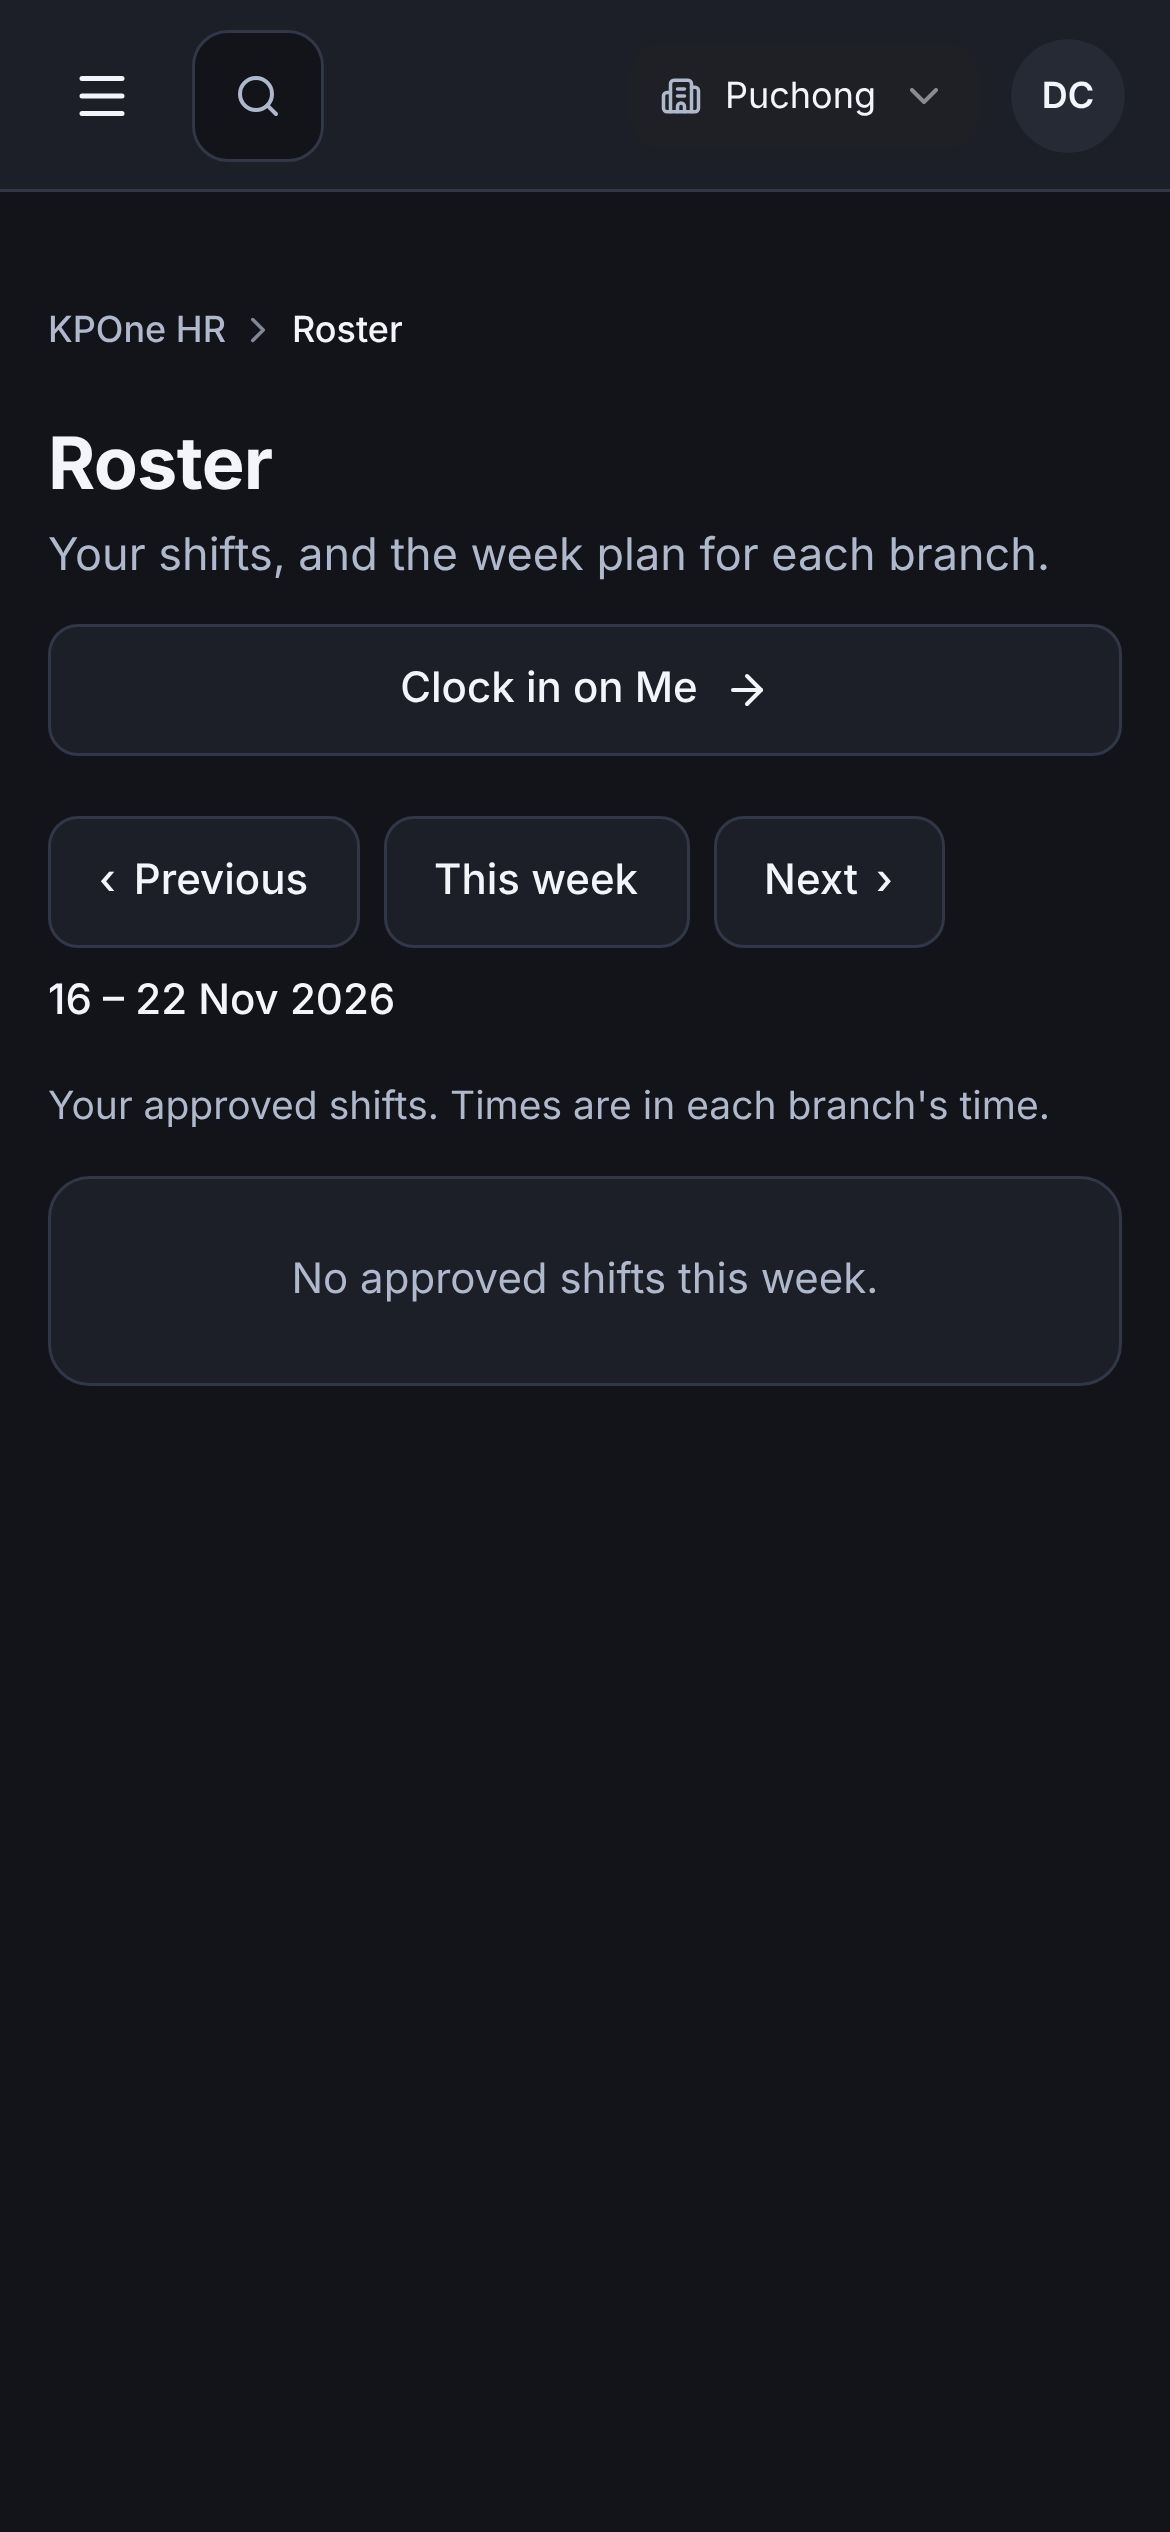 Puchong
DC
KPOne HR > Roster
Roster
Your shifts, and the week plan for each branch.
Clock in on Me →
‹ Previous
This week
Next ›
16 – 22 Nov 2026
Your approved shifts. Times are in each branch's time.
No approved shifts this week.